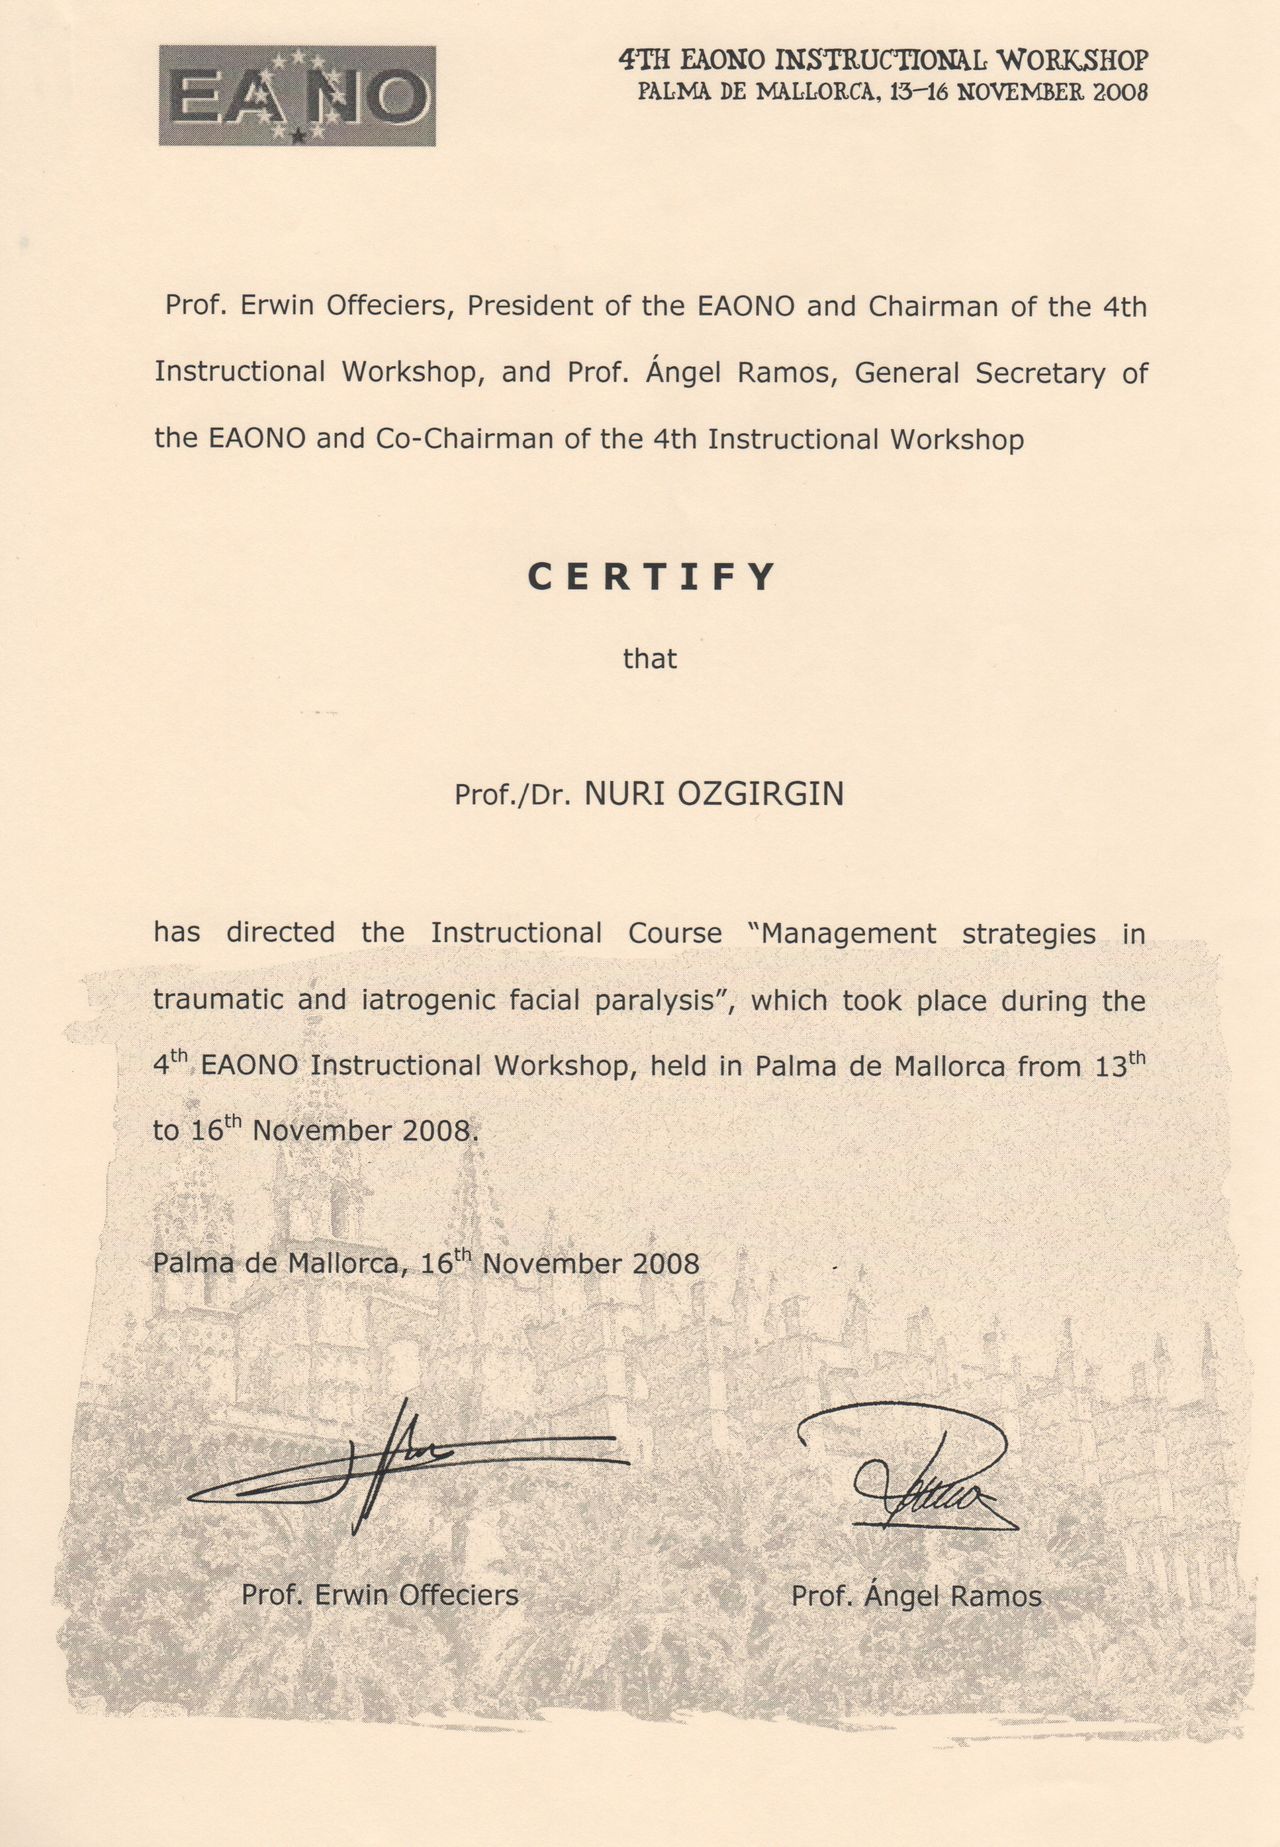 EAONO
4TH EAONO INSTRUCTIONAL WORKSHOP
PALMA DE MALLORCA, 13–16 NOVEMBER 2008
Prof. Erwin Offeciers, President of the EAONO and Chairman of the 4th
Instructional Workshop, and Prof. Ángel Ramos, General Secretary of
the EAONO and Co-Chairman of the 4th Instructional Workshop
CERTIFY
that
Prof./Dr. NURI OZGIRGIN
has directed the Instructional Course “Management strategies in
traumatic and iatrogenic facial paralysis”, which took place during the
4th EAONO Instructional Workshop, held in Palma de Mallorca from 13th
to 16th November 2008.
Palma de Mallorca, 16th November 2008
Prof. Erwin Offeciers
Prof. Ángel Ramos